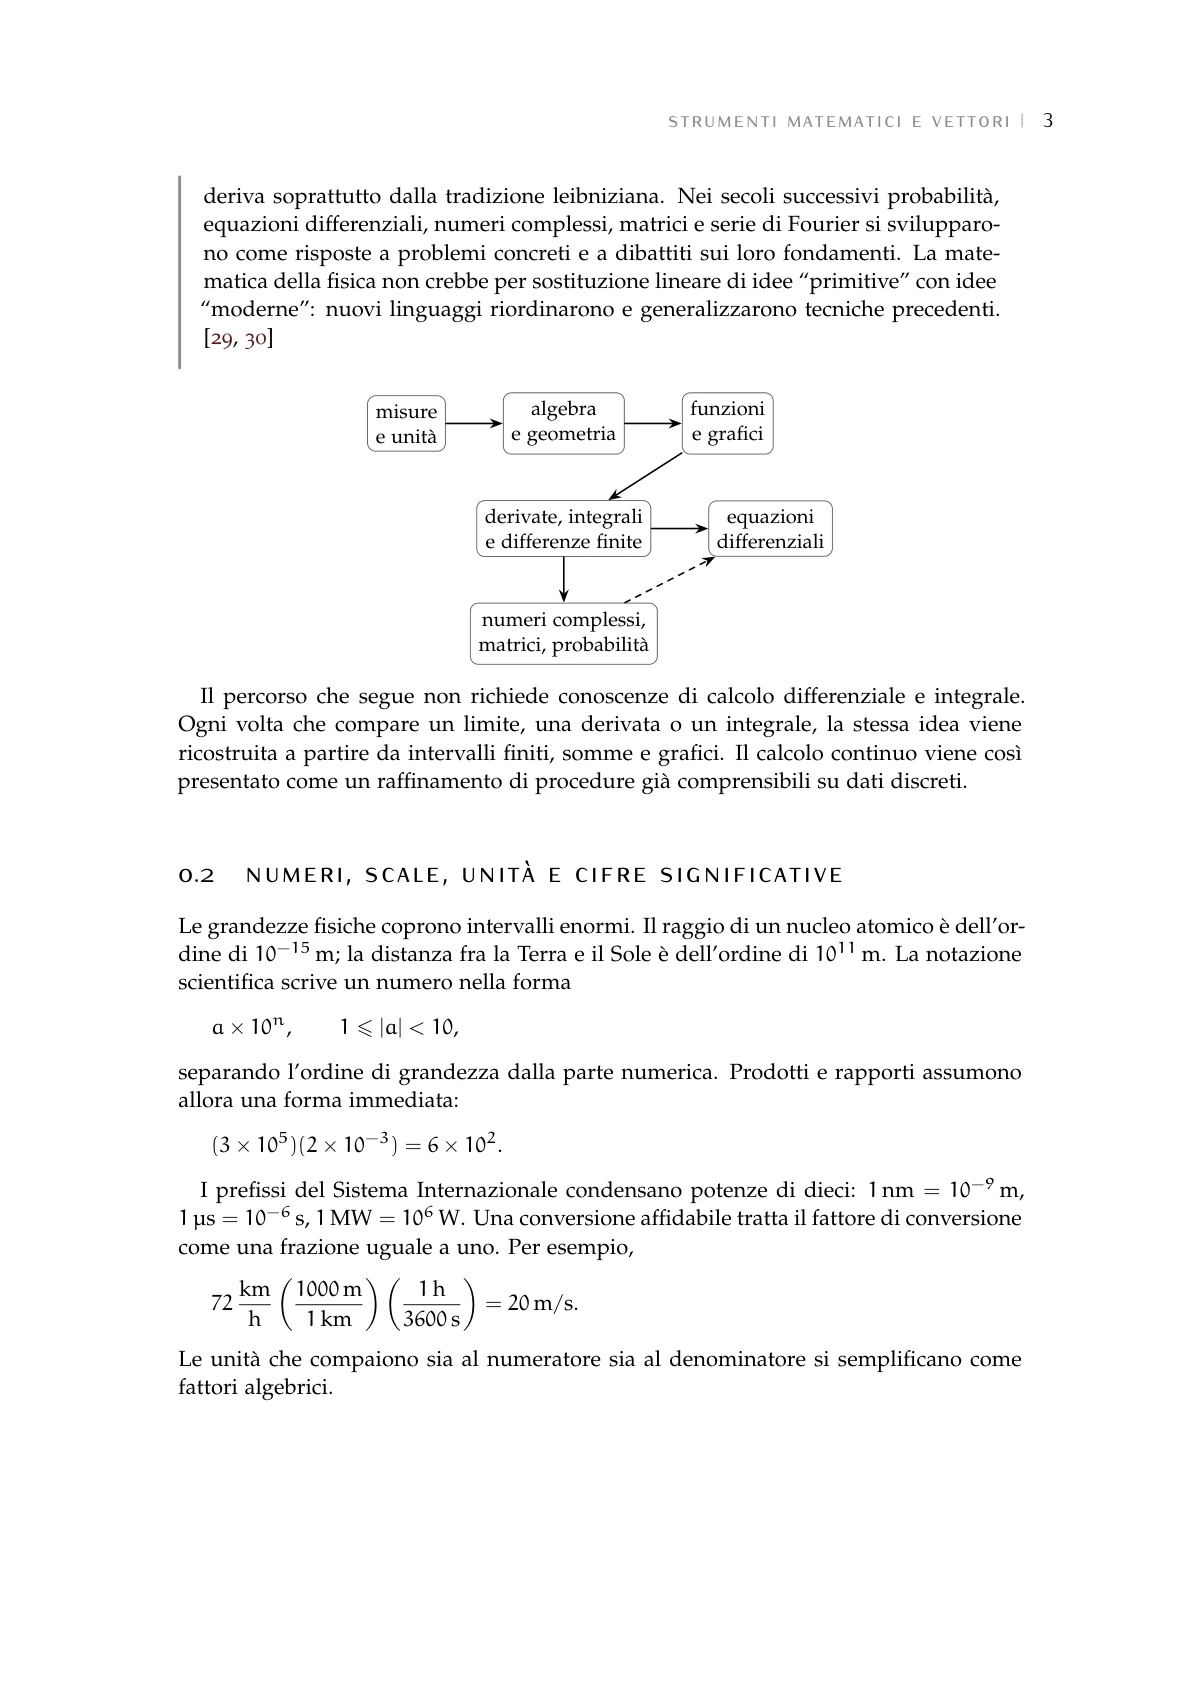 STRUMENTI MATEMATICI E VETTORI | 3
deriva soprattutto dalla tradizione leibniziana. Nei secoli successivi probabilità,
equazioni differenziali, numeri complessi, matrici e serie di Fourier si svilupparo-
no come risposte a problemi concreti e a dibattiti sui loro fondamenti. La mate-
matica della fisica non crebbe per sostituzione lineare di idee “primitive” con idee
“moderne”: nuovi linguaggi riordinarono e generalizzarono tecniche precedenti.
[29, 30]
misure
e unità
algebra
e geometria
funzioni
e grafici
derivate, integrali
e differenze finite
equazioni
differenziali
numeri complessi,
matrici, probabilità
Il percorso che segue non richiede conoscenze di calcolo differenziale e integrale.
Ogni volta che compare un limite, una derivata o un integrale, la stessa idea viene
ricostruita a partire da intervalli finiti, somme e grafici. Il calcolo continuo viene così
presentato come un raffinamento di procedure già comprensibili su dati discreti.
0.2 NUMERI, SCALE, UNITÀ E CIFRE SIGNIFICATIVE
Le grandezze fisiche coprono intervalli enormi. Il raggio di un nucleo atomico è dell’or-
dine di 10⁻¹⁵ m; la distanza fra la Terra e il Sole è dell’ordine di 10¹¹ m. La notazione
scientifica scrive un numero nella forma
a × 10ⁿ, 1 ⩽ |a| < 10,
separando l’ordine di grandezza dalla parte numerica. Prodotti e rapporti assumono
allora una forma immediata:
(3 × 10⁵)(2 × 10⁻³) = 6 × 10².
I prefissi del Sistema Internazionale condensano potenze di dieci: 1 nm = 10⁻⁹ m,
1 µs = 10⁻⁶ s, 1 MW = 10⁶ W. Una conversione affidabile tratta il fattore di conversione
come una frazione uguale a uno. Per esempio,
72 km/h (1000 m/1 km) (1 h/3600 s) = 20 m/s.
Le unità che compaiono sia al numeratore sia al denominatore si semplificano come
fattori algebrici.